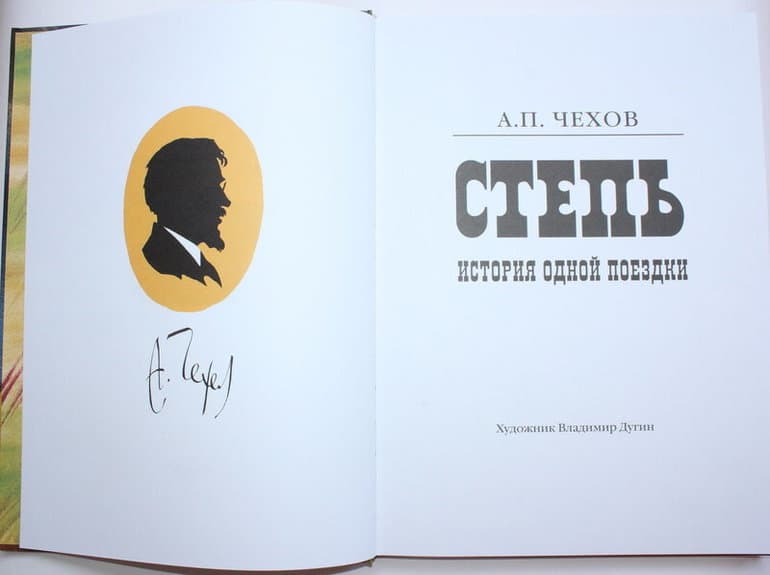 А. Чехов
А.П. ЧЕХОВ
СТЕПЬ
ИСТОРИЯ ОДНОЙ ПОЕЗДКИ
Художник Владимир Дугин